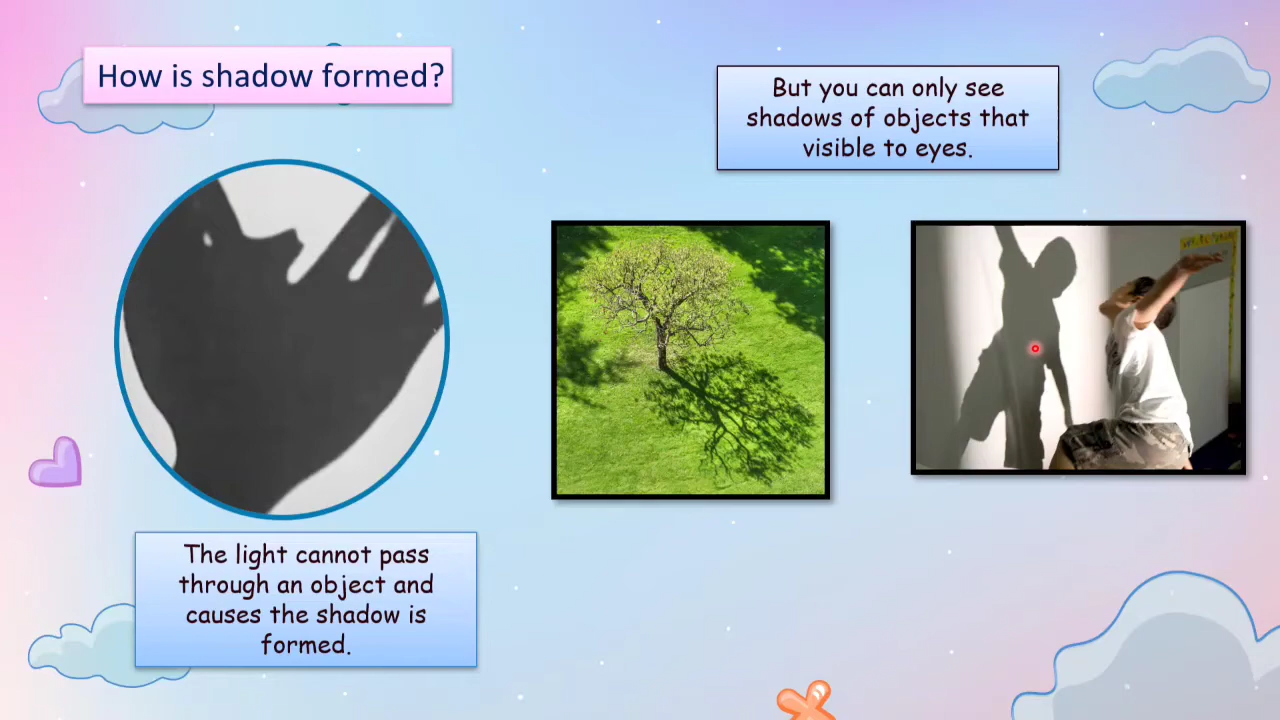 How is shadow formed?
But you can only see
shadows of objects that
visible to eyes.
The light cannot pass
through an object and
causes the shadow is
formed.